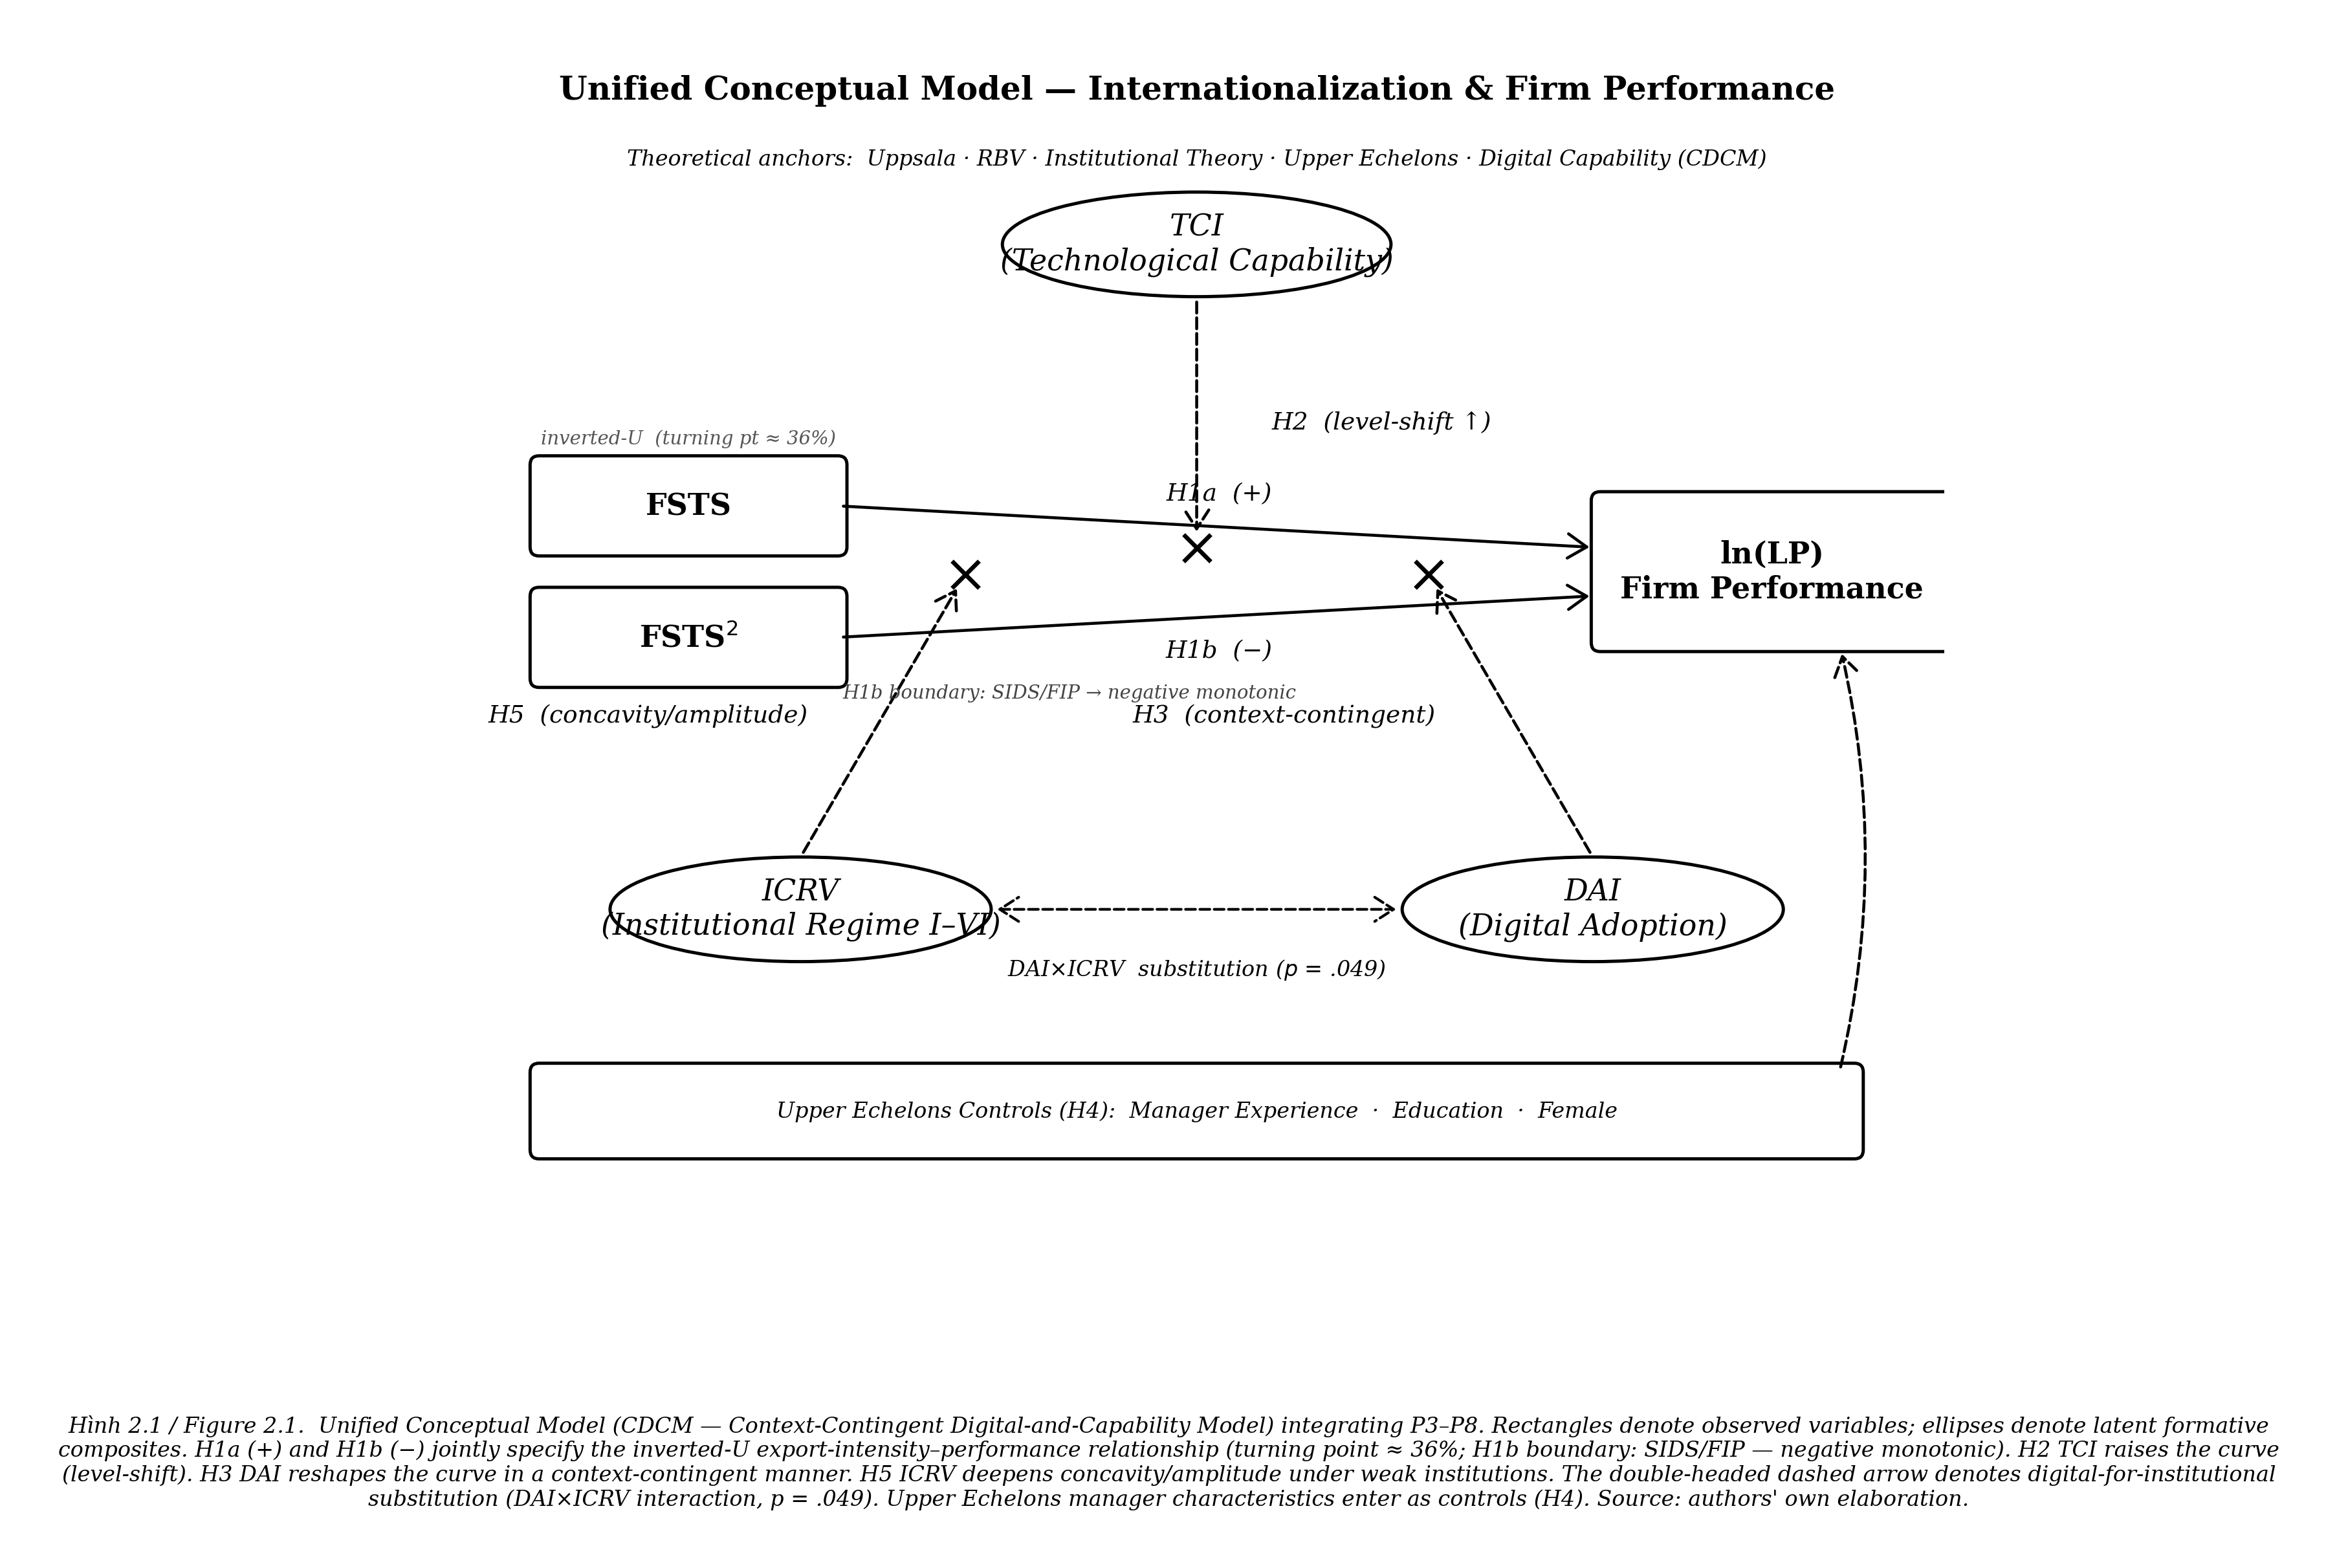 Unified Conceptual Model — Internationalization & Firm Performance
Theoretical anchors:  Uppsala · RBV · Institutional Theory · Upper Echelons · Digital Capability (CDCM)
TCI
(Technological Capability)
H2  (level-shift ↑)
inverted-U  (turning pt ≈ 36%)
FSTS
H1a  (+)
ln(LP)
Firm Performance
FSTS²
H1b  (−)
H1b boundary: SIDS/FIP → negative monotonic
H5  (concavity/amplitude)
H3  (context-contingent)
ICRV
(Institutional Regime I–VI)
DAI
(Digital Adoption)
DAI×ICRV  substitution (p = .049)
Upper Echelons Controls (H4):  Manager Experience  ·  Education  ·  Female
Hình 2.1 / Figure 2.1.  Unified Conceptual Model (CDCM — Context-Contingent Digital-and-Capability Model) integrating P3–P8. Rectangles denote observed variables; ellipses denote latent formative
composites. H1a (+) and H1b (−) jointly specify the inverted-U export-intensity–performance relationship (turning point ≈ 36%; H1b boundary: SIDS/FIP — negative monotonic). H2 TCI raises the curve
(level-shift). H3 DAI reshapes the curve in a context-contingent manner. H5 ICRV deepens concavity/amplitude under weak institutions. The double-headed dashed arrow denotes digital-for-institutional
substitution (DAI×ICRV interaction, p = .049). Upper Echelons manager characteristics enter as controls (H4). Source: authors' own elaboration.